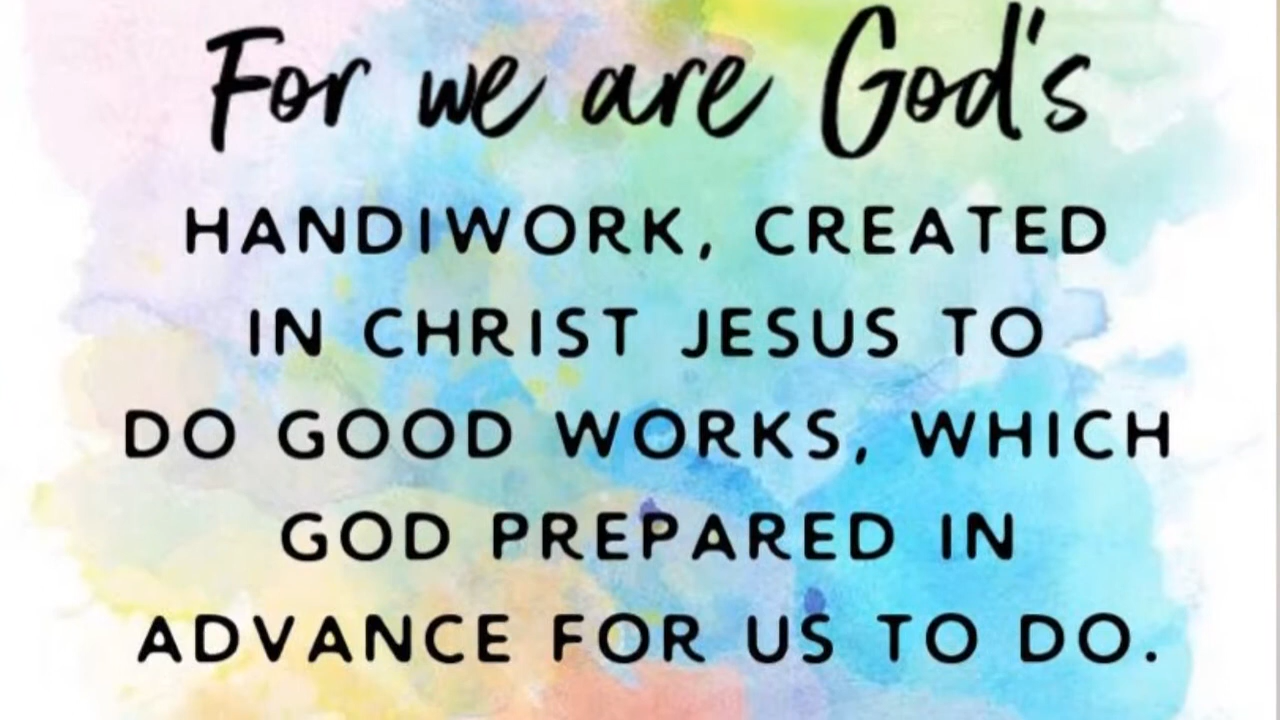 For we are God's
HANDIWORK, CREATED
IN CHRIST JESUS TO
DO GOOD WORKS, WHICH
GOD PREPARED IN
ADVANCE FOR US TO DO.